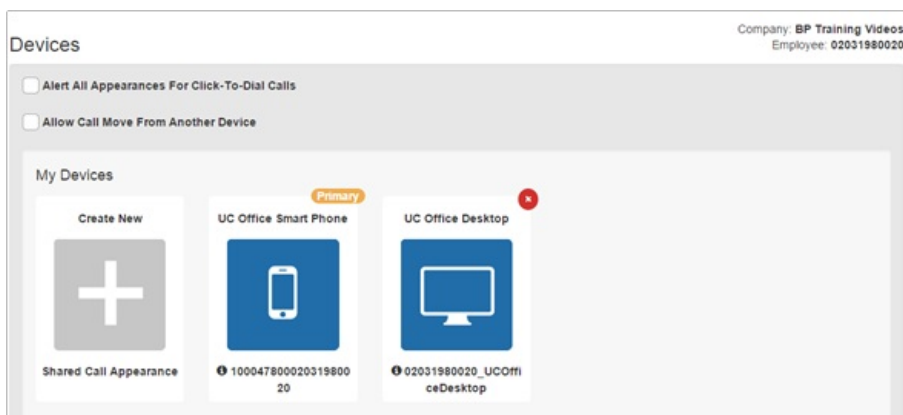 Company: BP Training Videos
Devices
Employee: 02031980020
Alert All Appearances For Click-To-Dial Calls
Allow Call Move From Another Device
My Devices
Primary
Create New
UC Office Smart Phone
UC Office Desktop
Shared Call Appearance
100047800020319800
20
02031980020_UCOffi
ceDesktop